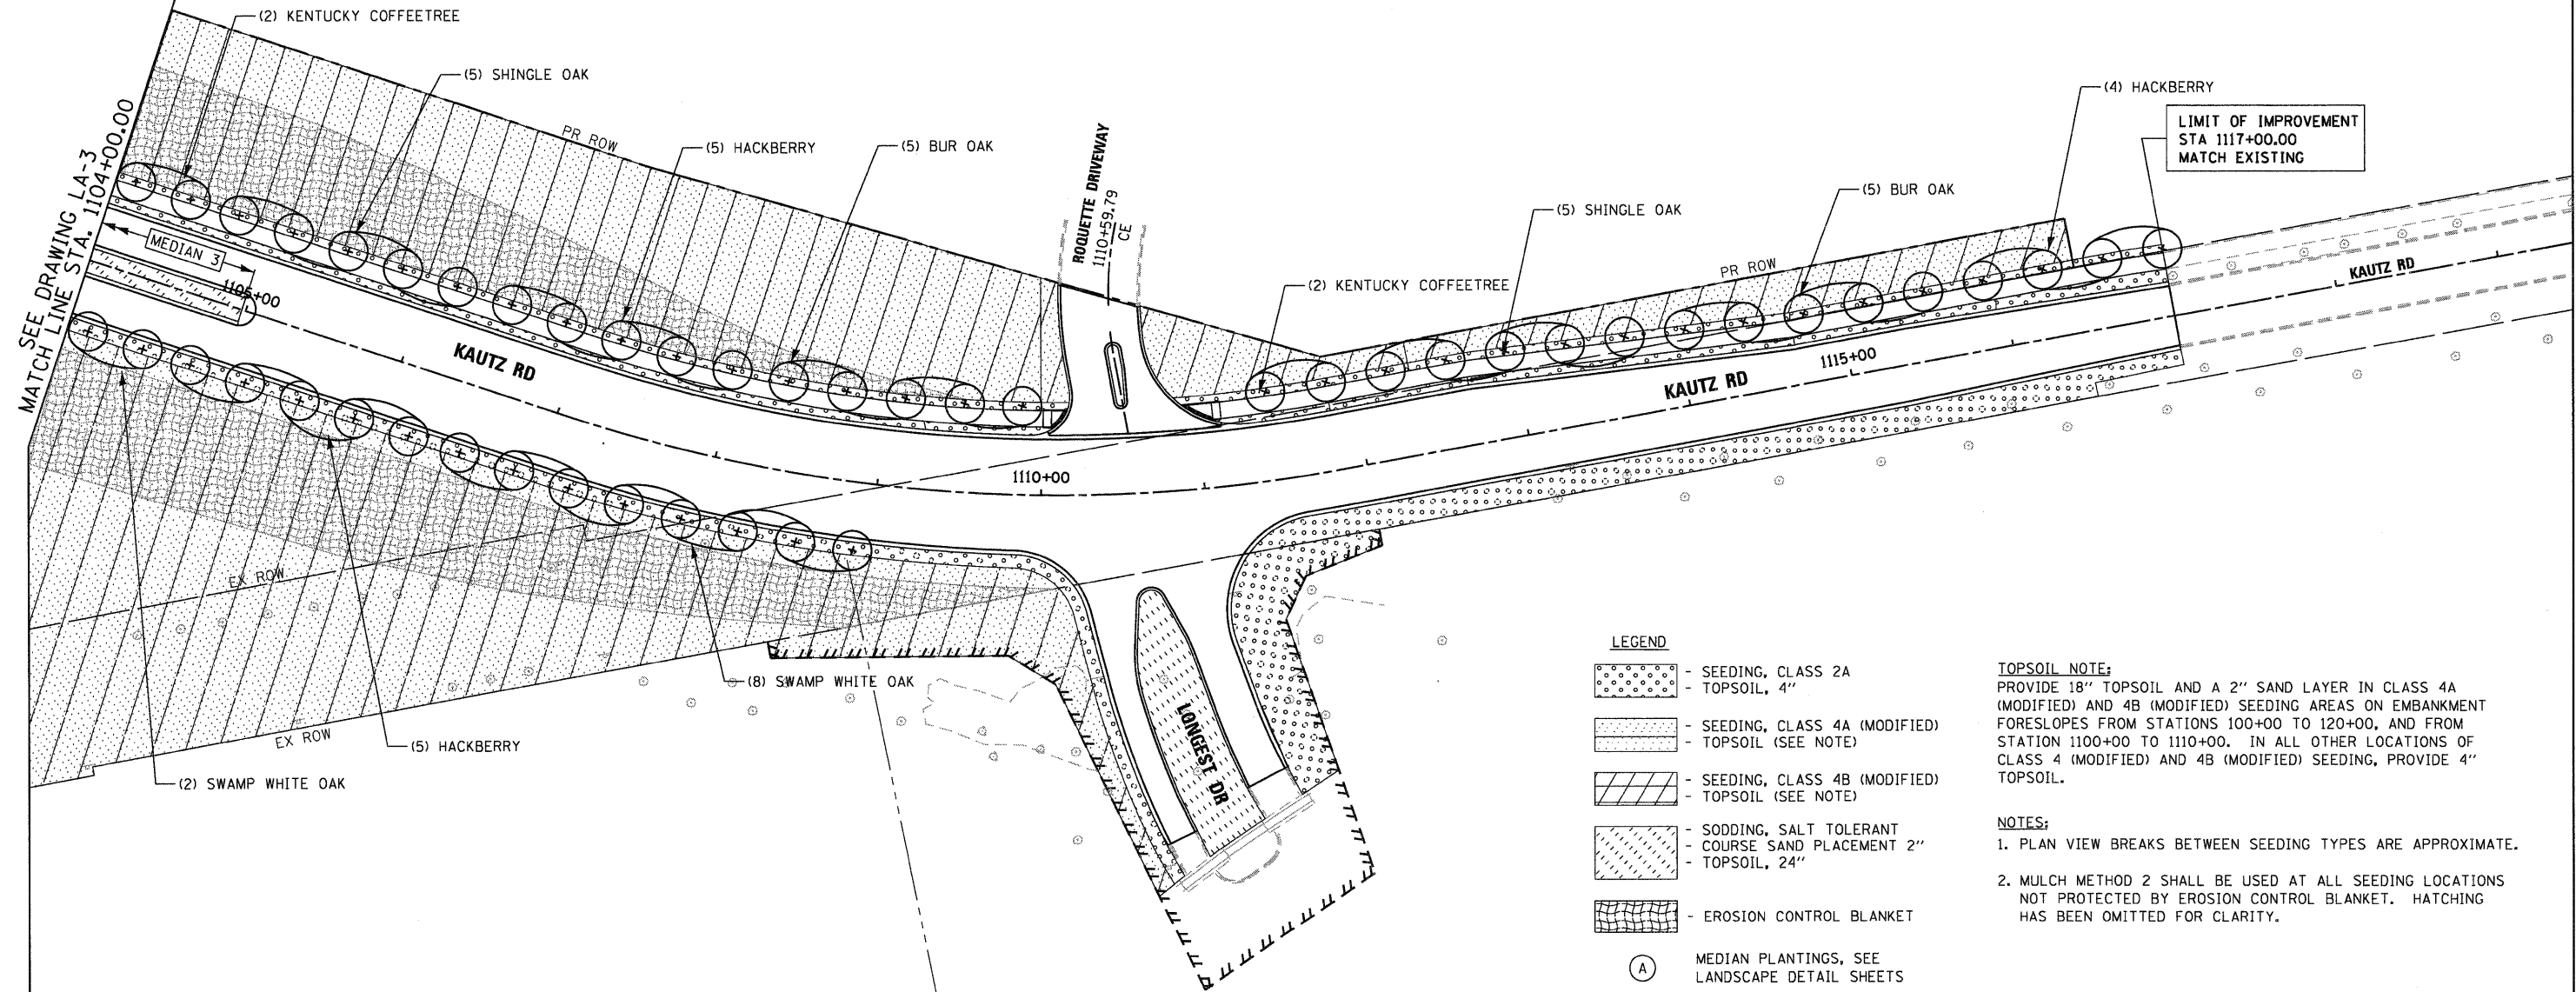 (2) KENTUCKY COFFEETREE
(5) SHINGLE OAK
PR ROW
(5) HACKBERRY
(5) BUR OAK
ROQUETTE DRIVEWAY
1110+59.79
CE
(4) HACKBERRY
LIMIT OF IMPROVEMENT
STA 1117+00.00
MATCH EXISTING
(5) BUR OAK
(5) SHINGLE OAK
(2) KENTUCKY COFFEETREE
PR ROW
KAUTZ RD
SEE DRAWING LA-3
MATCH LINE STA. 1104+00.00
MEDIAN 3
1105+00
KAUTZ RD
1110+00
KAUTZ RD
1115+00
EX ROW
EX ROW
(8) SWAMP WHITE OAK
(5) HACKBERRY
(2) SWAMP WHITE OAK
LONGEST DR
LEGEND
- SEEDING, CLASS 2A
- TOPSOIL, 4"
- SEEDING, CLASS 4A (MODIFIED)
- TOPSOIL (SEE NOTE)
- SEEDING, CLASS 4B (MODIFIED)
- TOPSOIL (SEE NOTE)
- SODDING, SALT TOLERANT
- COURSE SAND PLACEMENT 2"
- TOPSOIL, 24"
- EROSION CONTROL BLANKET
A
MEDIAN PLANTINGS, SEE
LANDSCAPE DETAIL SHEETS
TOPSOIL NOTE:
PROVIDE 18" TOPSOIL AND A 2" SAND LAYER IN CLASS 4A
(MODIFIED) AND 4B (MODIFIED) SEEDING AREAS ON EMBANKMENT
FORESLOPES FROM STATIONS 100+00 TO 120+00, AND FROM
STATION 1100+00 TO 1110+00. IN ALL OTHER LOCATIONS OF
CLASS 4 (MODIFIED) AND 4B (MODIFIED) SEEDING, PROVIDE 4"
TOPSOIL.
NOTES:
1. PLAN VIEW BREAKS BETWEEN SEEDING TYPES ARE APPROXIMATE.
2. MULCH METHOD 2 SHALL BE USED AT ALL SEEDING LOCATIONS
NOT PROTECTED BY EROSION CONTROL BLANKET. HATCHING
HAS BEEN OMITTED FOR CLARITY.